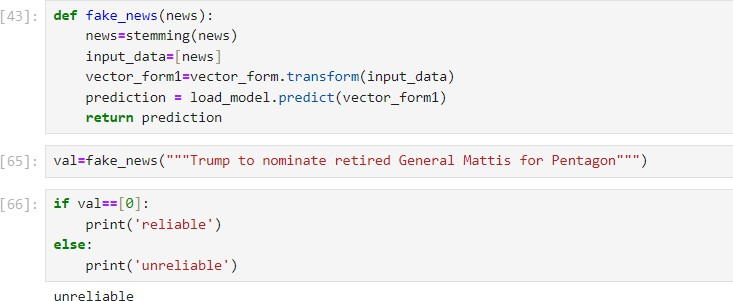 [43]: def fake_news(news):
    news=stemming(news)
    input_data=[news]
    vector_form1=vector_form.transform(input_data)
    prediction = load_model.predict(vector_form1)
    return prediction
[65]: val=fake_news("""Trump to nominate retired General Mattis for Pentagon""")
[66]: if val==[0]:
    print('reliable')
else:
    print('unreliable')
unreliable